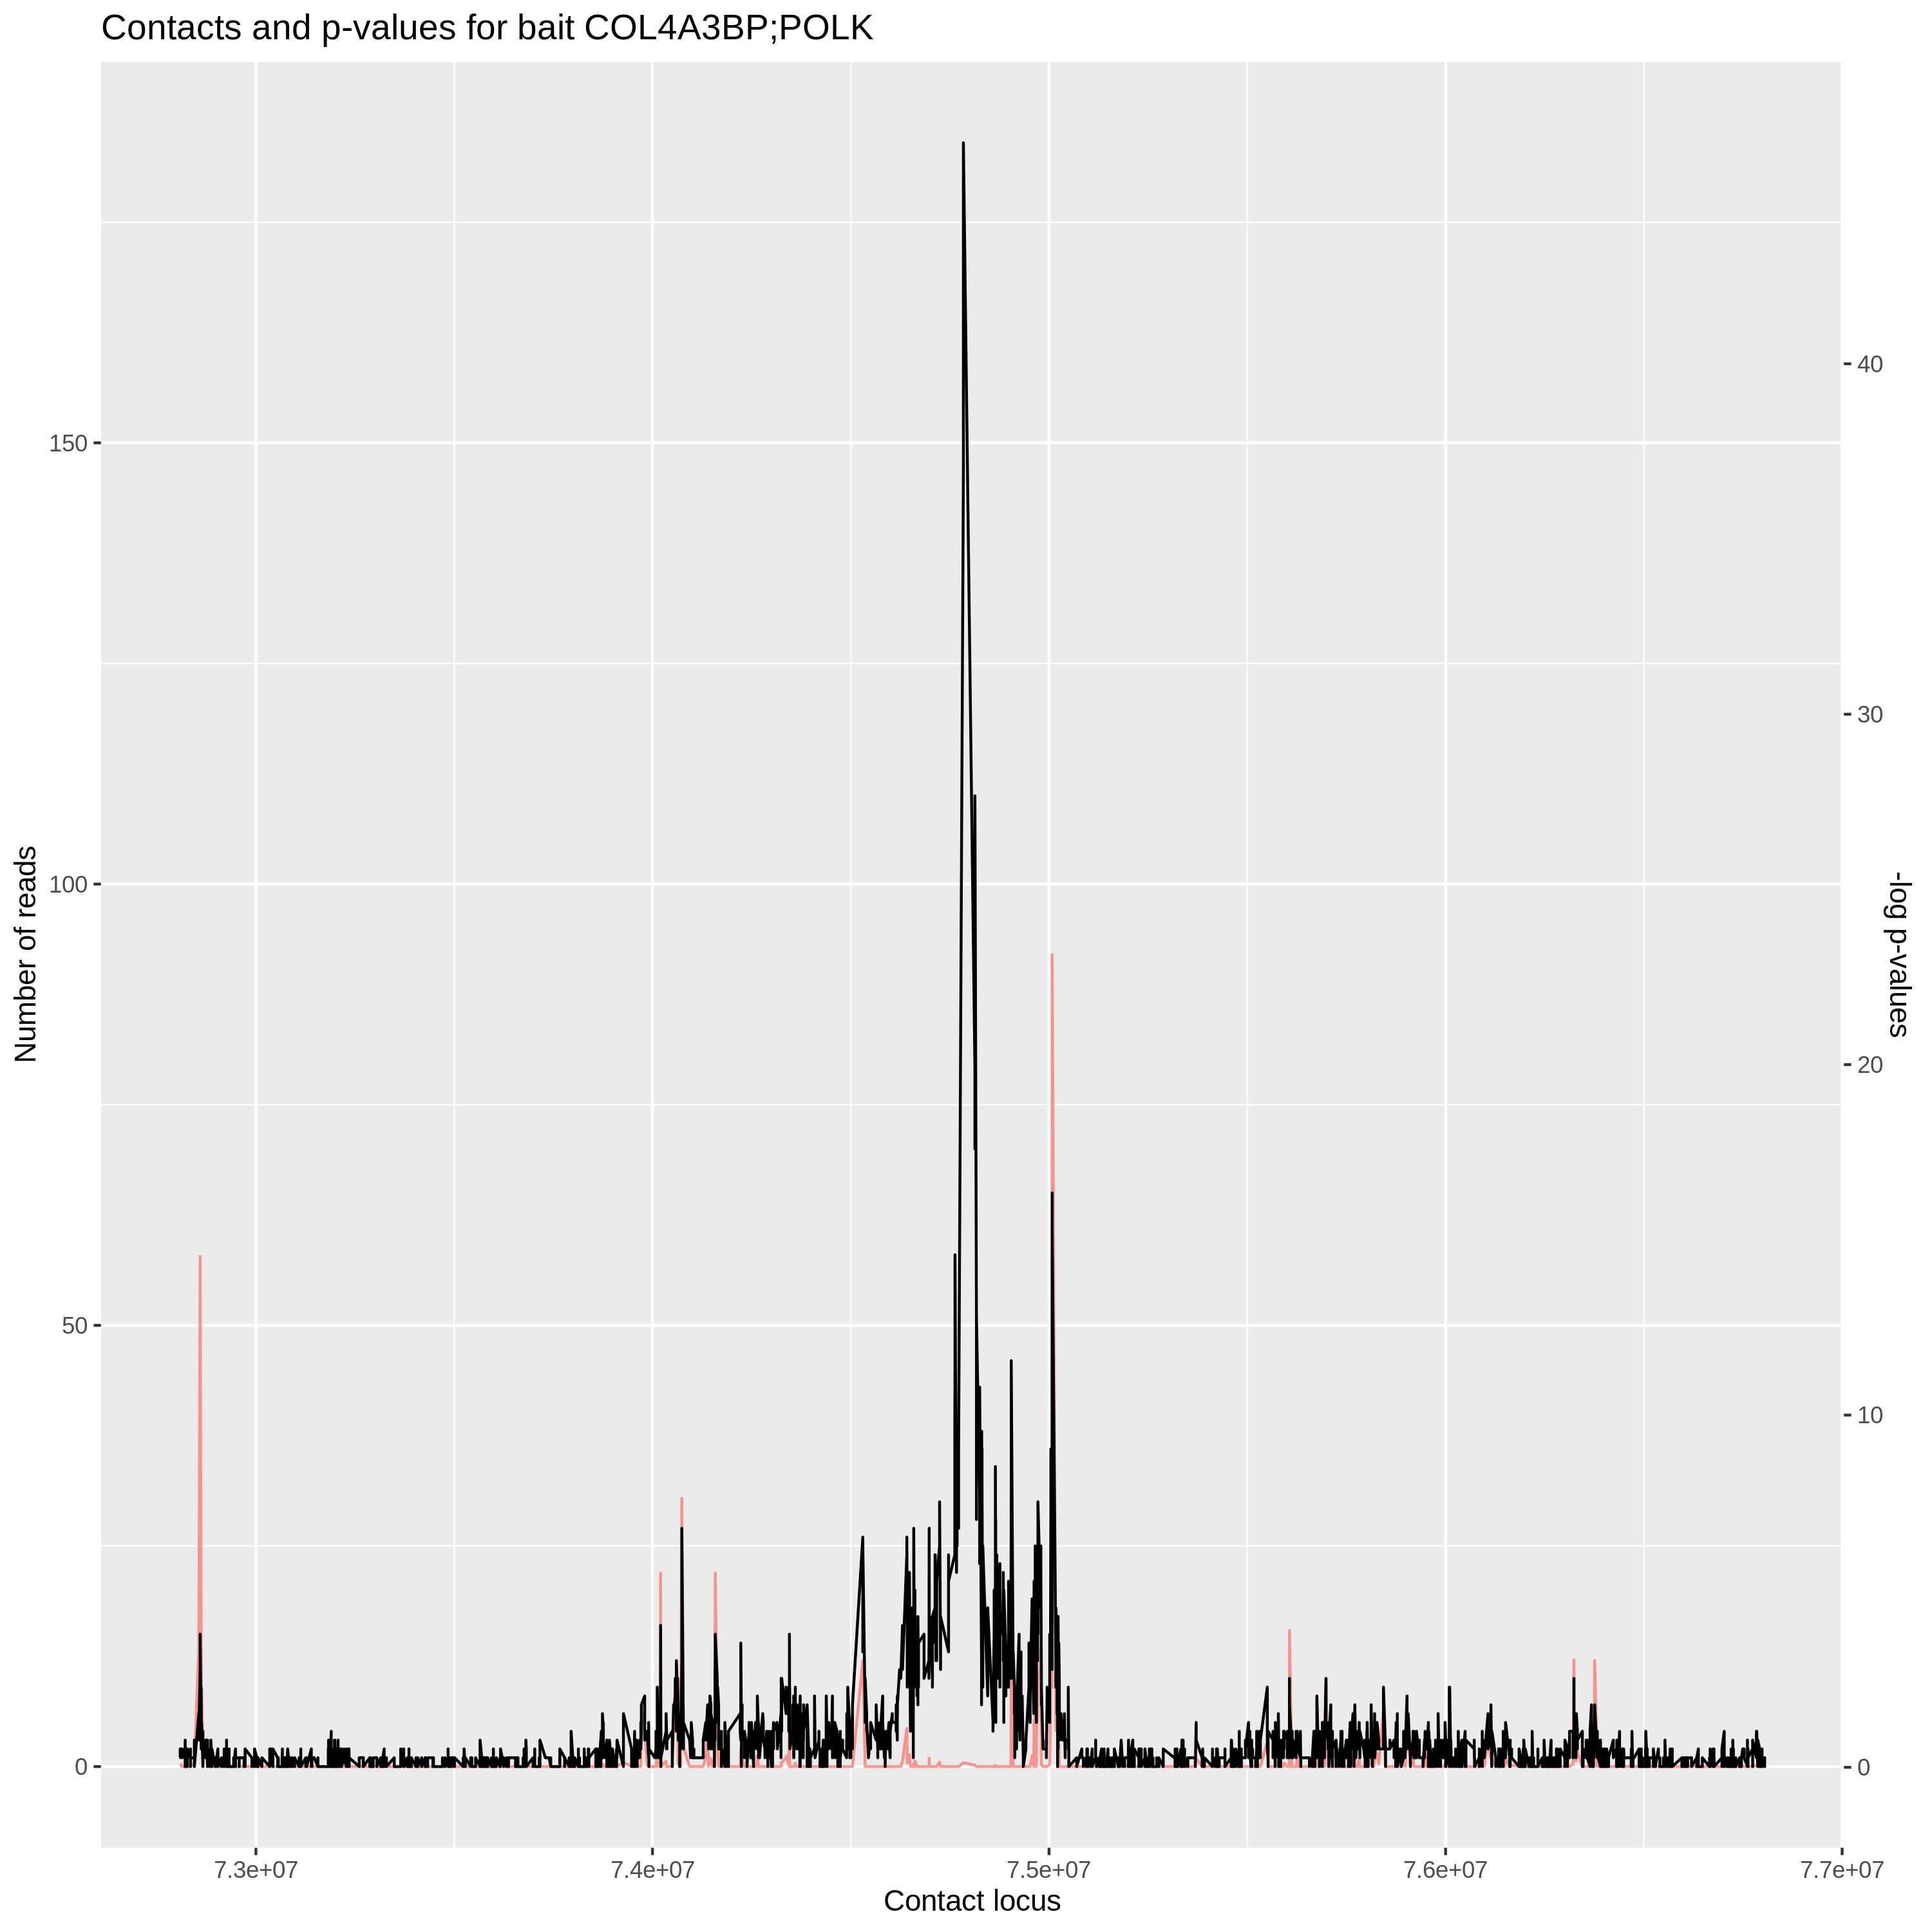 Contacts and p-values for bait COL4A3BP;POLK
Number of reads
150
100
50
0
40
30
20
10
0
-log p-values
7.3e+07
7.4e+07
7.5e+07
7.6e+07
7.7e+07
Contact locus